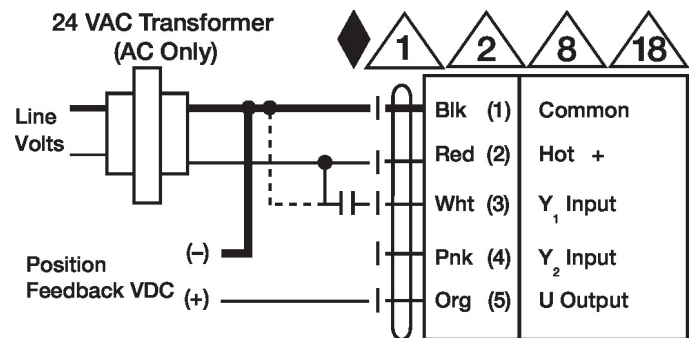 24 VAC Transformer
(AC Only)
1 2 8 18
Line
Volts
Blk (1) Common
Red (2) Hot +
Wht (3) Y1 Input
Pnk (4) Y2 Input
Org (5) U Output
Position
Feedback VDC
(–)
(+)